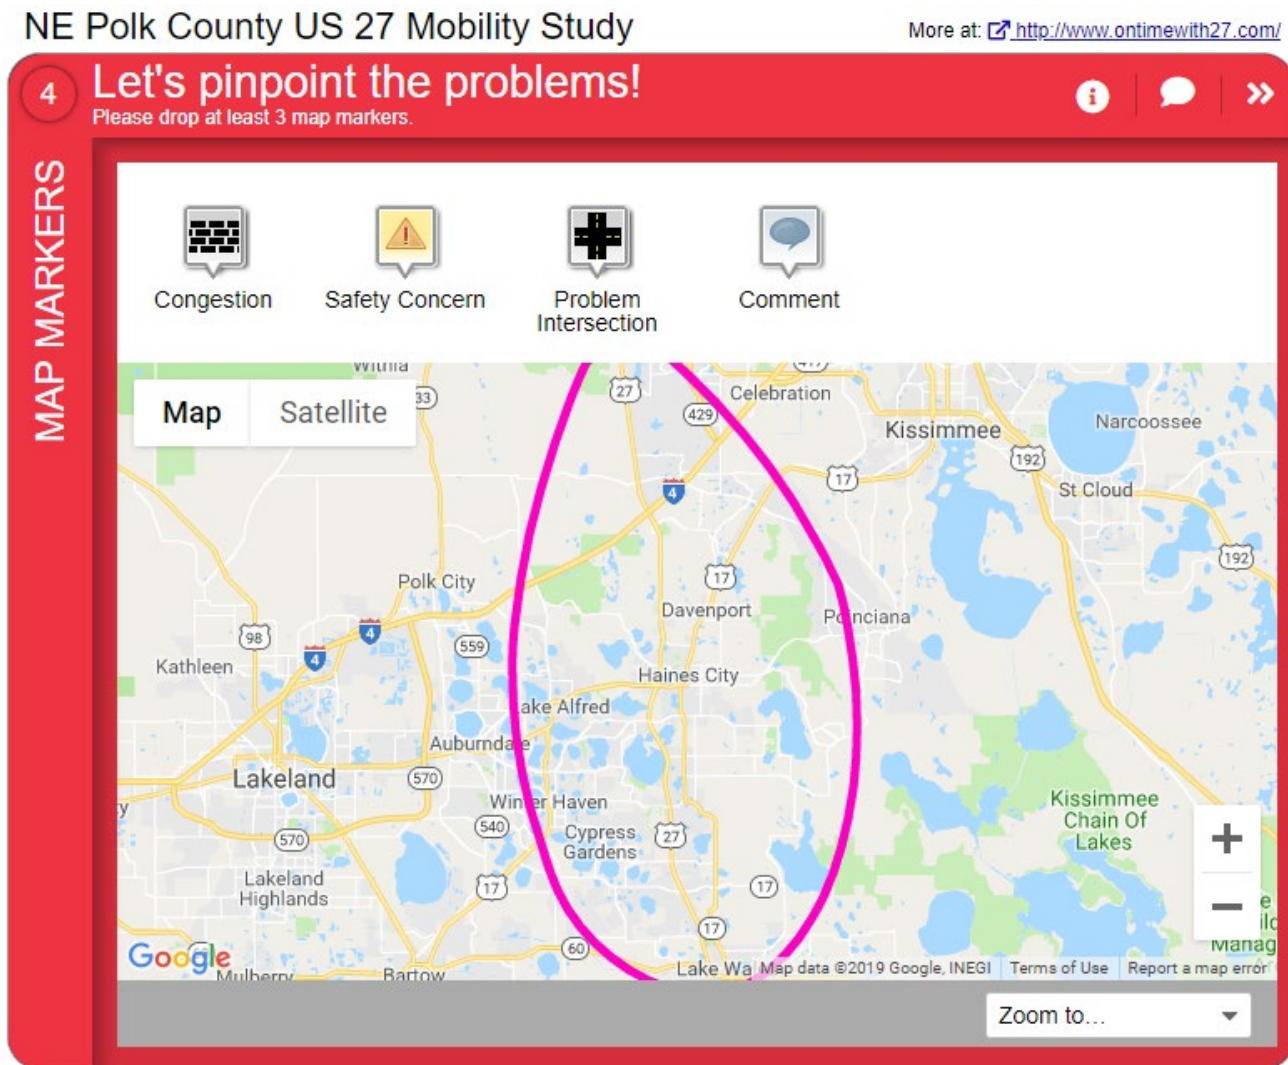 NE Polk County US 27 Mobility Study
More at: http://www.ontimewith27.com/
4
Let's pinpoint the problems!
Please drop at least 3 map markers.
MAP MARKERS
Congestion
Safety Concern
Problem
Intersection
Comment
Map
Satellite
33
27
429
417
Celebration
Kissimmee
Narcoossee
192
17
St Cloud
4
192
Polk City
17
Davenport
Poinciana
98
4
4
559
Kathleen
Haines City
Lake Alfred
Auburndale
Lakeland
570
Winter Haven
Kissimmee
Chain Of
Lakes
540
Cypress
Gardens
27
570
Lakeland
Highlands
17
17
17
60
Google
Mulberry
Bartow
Lake Wa
Map data ©2019 Google, INEGI
Terms of Use
Report a map error
Zoom to...